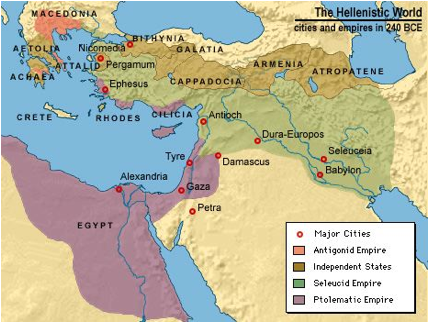 The Hellenistic World
cities and empires in 240 BCE
MACEDONIA
BITHYNIA
Nicomedia
AETOLIA
GALATIA
ATTALID
Pergamum
ARMENIA
ACHAEA
CAPPADOCIA
ATROPATENE
Ephesus
CILICIA
CRETE
RHODES
Antioch
Dura-Europos
Tyre
Seleuceia
Damascus
Alexandria
Babylon
Gaza
Petra
EGYPT
Major Cities
Antigonid Empire
Independent States
Seleucid Empire
Ptolematic Empire